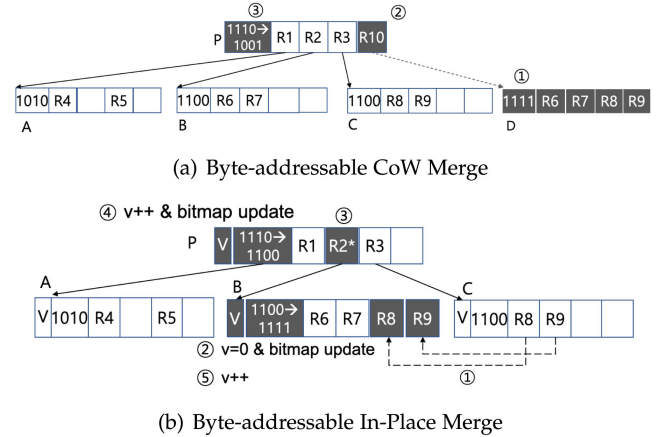 ③ ②
P 1110→ 1001 R1 R2 R3 R10
①
1010 R4 R5 1100 R6 R7 1100 R8 R9 1111 R6 R7 R8 R9
A B C D
(a) Byte-addressable CoW Merge
④ v++ & bitmap update ③
P V 1110→ 1100 R1 R2* R3
A B C
V 1010 R4 R5 V 1100→ 1111 R6 R7 R8 R9 V 1100 R8 R9
② v=0 & bitmap update
⑤ v++ ①
(b) Byte-addressable In-Place Merge